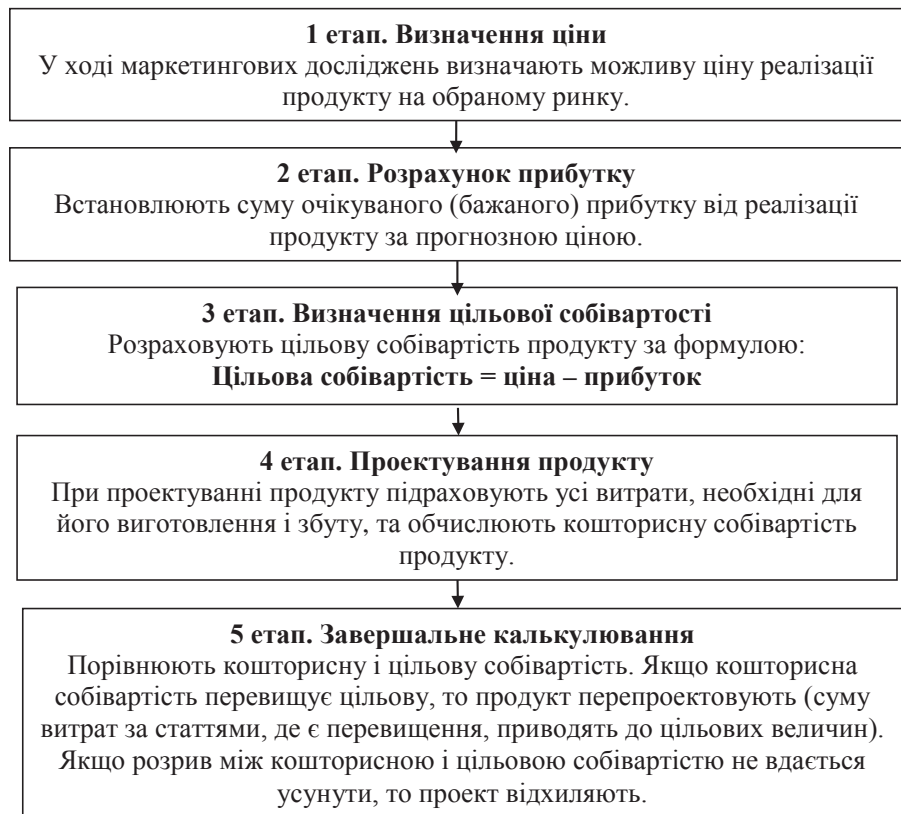 1 етап. Визначення ціни
У ході маркетингових досліджень визначають можливу ціну реалізації
продукту на обраному ринку.
2 етап. Розрахунок прибутку
Встановлюють суму очікуваного (бажаного) прибутку від реалізації
продукту за прогнозною ціною.
3 етап. Визначення цільової собівартості
Розраховують цільову собівартість продукту за формулою:
Цільова собівартість = ціна – прибуток
4 етап. Проектування продукту
При проектуванні продукту підраховують усі витрати, необхідні для
його виготовлення і збуту, та обчислюють кошторисну собівартість
продукту.
5 етап. Завершальне калькулювання
Порівнюють кошторисну і цільову собівартість. Якщо кошторисна
собівартість перевищує цільову, то продукт перепроектовують (суму
витрат за статтями, де є перевищення, приводять до цільових величин).
Якщо розрив між кошторисною і цільовою собівартістю не вдається
усунути, то проект відхиляють.